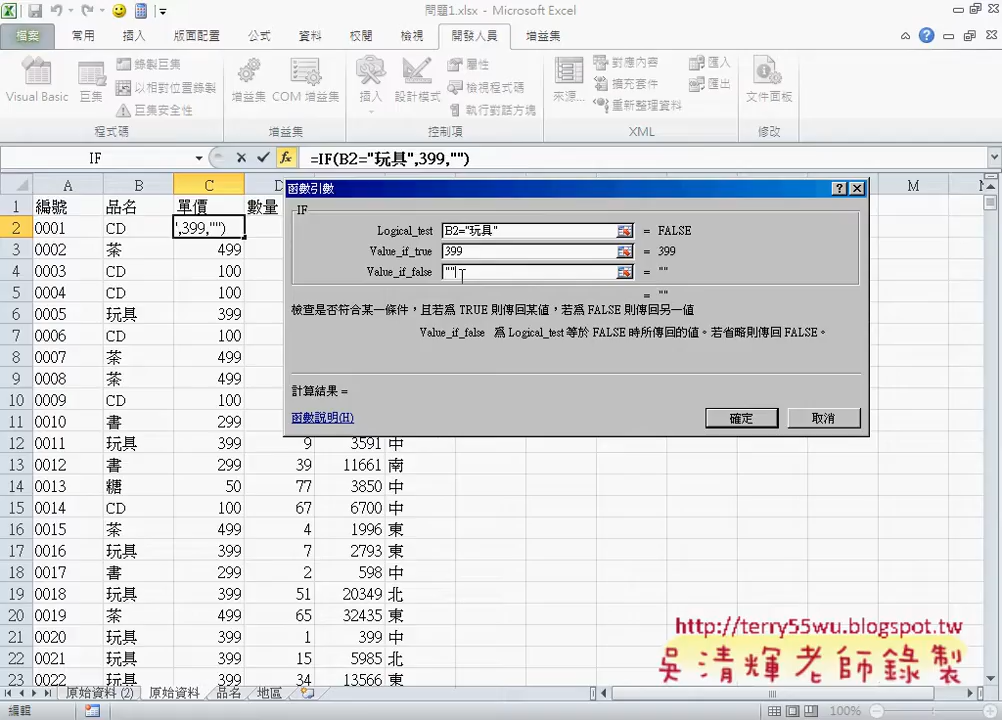 問題1.xlsx - Microsoft Excel
檔案 常用 插入 版面配置 公式 資料 校閱 檢視 開發人員 增益集
Visual Basic 巨集 錄製巨集 以相對位置錄製 巨集安全性 增益集 COM 增益集 插入 設計模式 屬性 檢視程式碼 執行對話方塊 來源... 對應內容 擴充套件 重新整理資料 匯入 匯出 文件面板
程式碼 增益集 控制項 XML 修改
IF =IF(B2="玩具",399,"")
A B C D M
1 編號 品名 單價 數量
2 0001 CD ',399,"")
3 0002 茶 499
4 0003 CD 100
5 0004 CD 100
6 0005 玩具 399
7 0006 CD 100
8 0007 茶 499
9 0008 茶 499
10 0009 CD 100
11 0010 書 299
12 0011 玩具 399 9 3591 中
13 0012 書 299 39 11661 南
14 0013 糖 50 77 3850 中
15 0014 CD 100 67 6700 中
16 0015 茶 499 4 1996 東
17 0016 玩具 399 7 2793 東
18 0017 書 299 2 598 中
19 0018 玩具 399 51 20349 北
20 0019 茶 499 65 32435 東
21 0020 玩具 399 1 399 中
22 0021 玩具 399 15 5985 北
23 0022 玩具 399 34 13566 東
函數引數
IF
Logical_test B2="玩具" = FALSE
Value_if_true 399 = 399
Value_if_false "" = ""
= ""
檢查是否符合某一條件，且若為 TRUE 則傳回某值，若為 FALSE 則傳回另一值
Value_if_false 為 Logical_test 等於 FALSE 時所傳回的值。若省略則傳回 FALSE。
計算結果 =
函數說明(H)
確定 取消
http://terry55wu.blogspot.tw
吳清輝老師錄製
原始資料 (2) 原始資料 品名 地區
編輯 100%